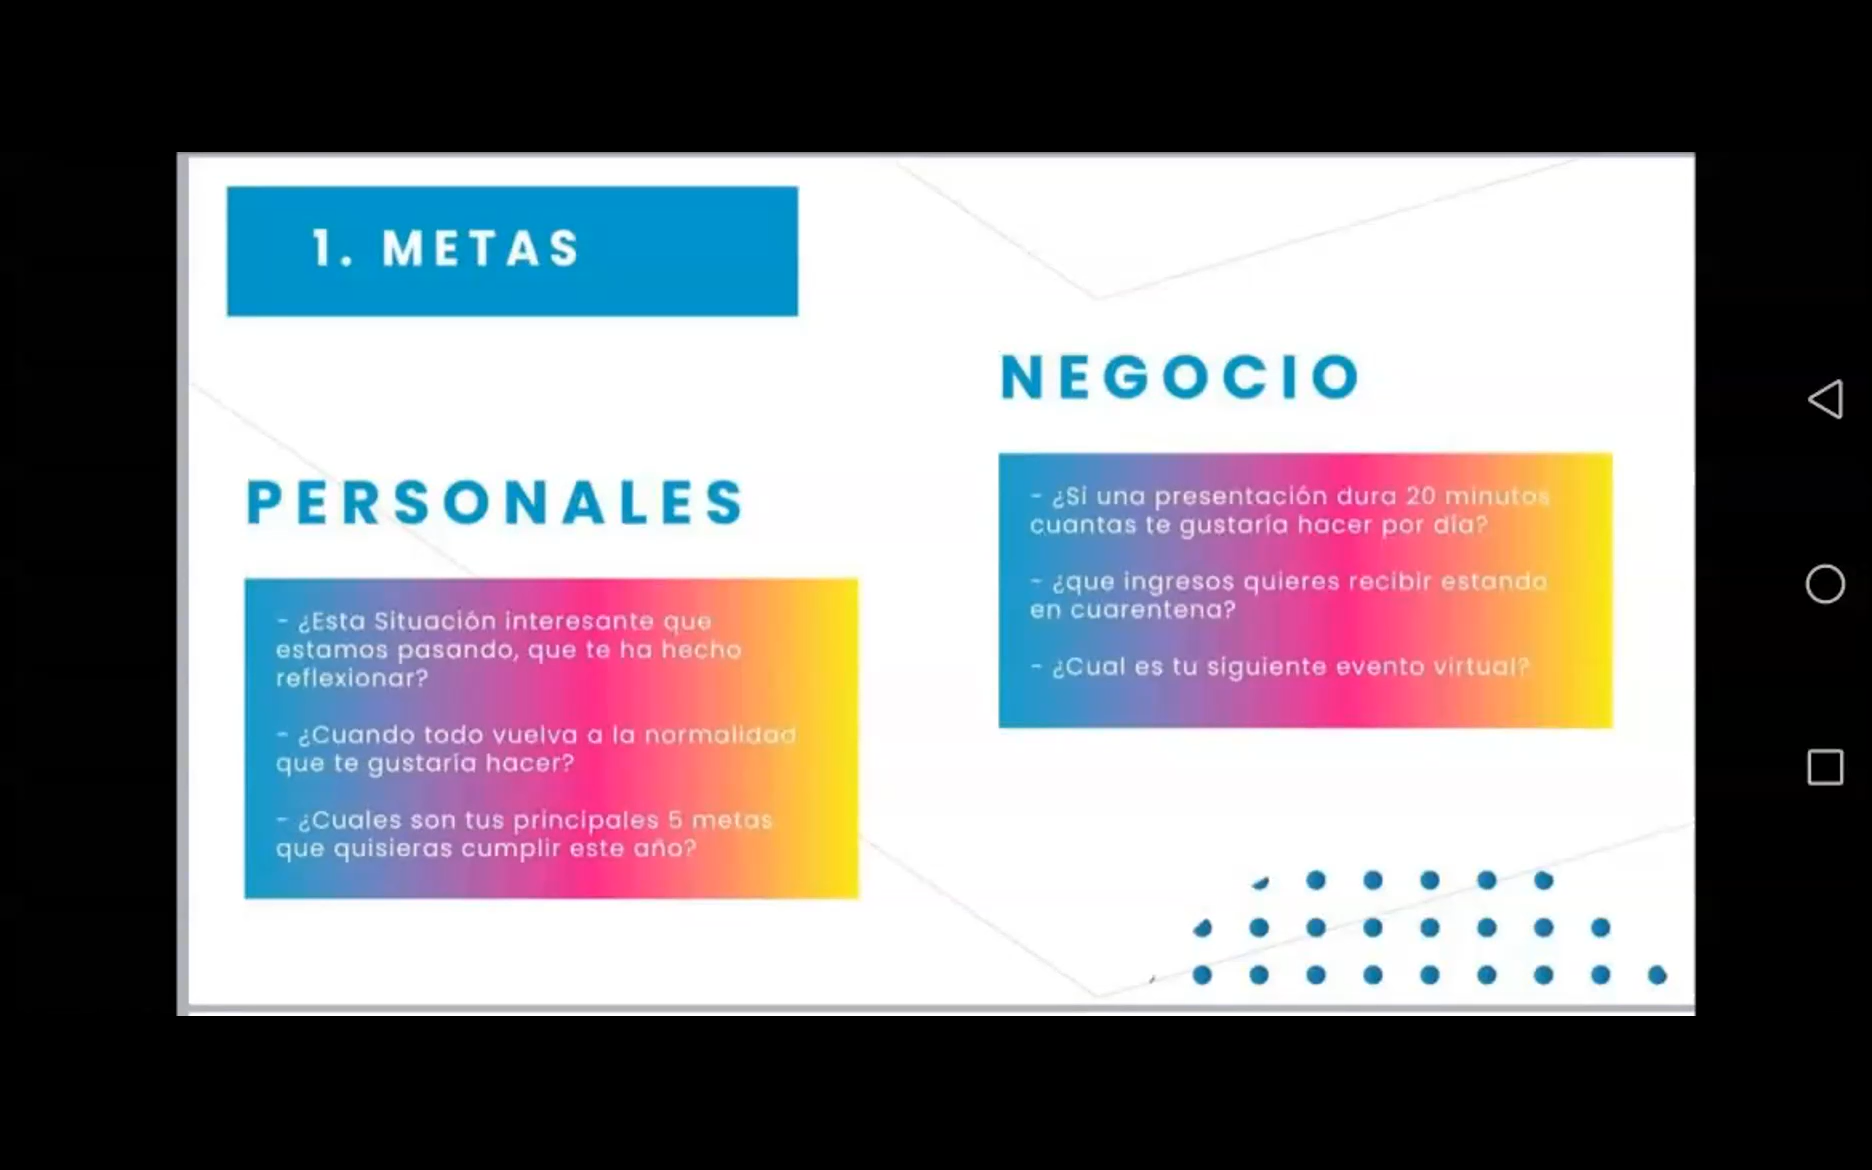 1. METAS
PERSONALES
- ¿Esta Situación interesante que
estamos pasando, que te ha hecho
reflexionar?
- ¿Cuando todo vuelva a la normalidad
que te gustaría hacer?
- ¿Cuales son tus principales 5 metas
que quisieras cumplir este año?
NEGOCIO
- ¿Si una presentación dura 20 minutos
cuantas te gustaría hacer por día?
- ¿que ingresos quieres recibir estando
en cuarentena?
- ¿Cual es tu siguiente evento virtual?